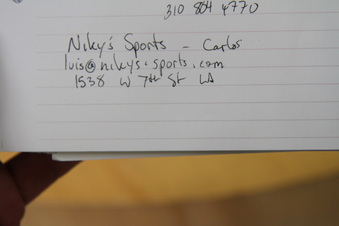 310 804 4770
Niky's Sports - Carlos
luis@nikys-sports.com
1538 W 7th St LA